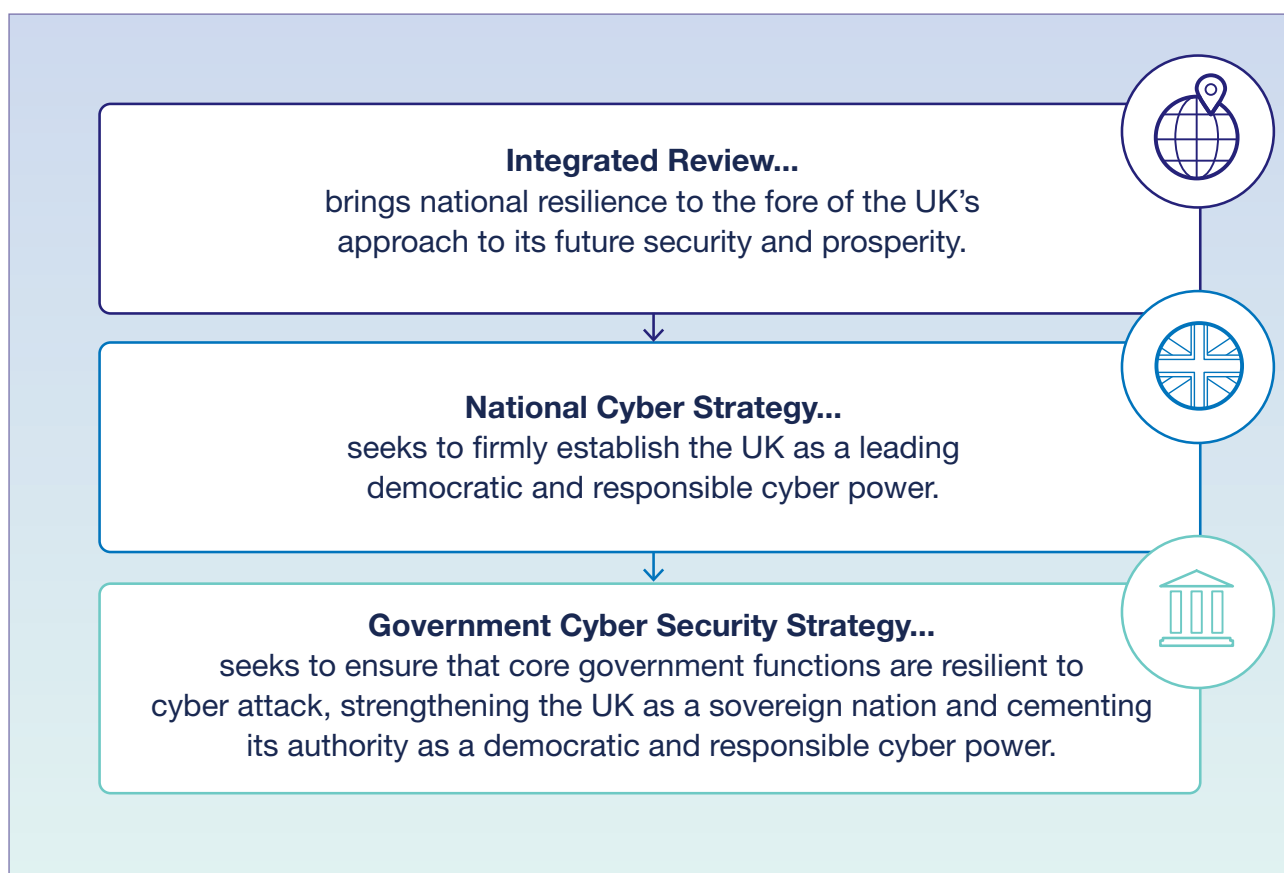 Integrated Review...
brings national resilience to the fore of the UK’s
approach to its future security and prosperity.
National Cyber Strategy...
seeks to firmly establish the UK as a leading
democratic and responsible cyber power.
Government Cyber Security Strategy...
seeks to ensure that core government functions are resilient to
cyber attack, strengthening the UK as a sovereign nation and cementing
its authority as a democratic and responsible cyber power.